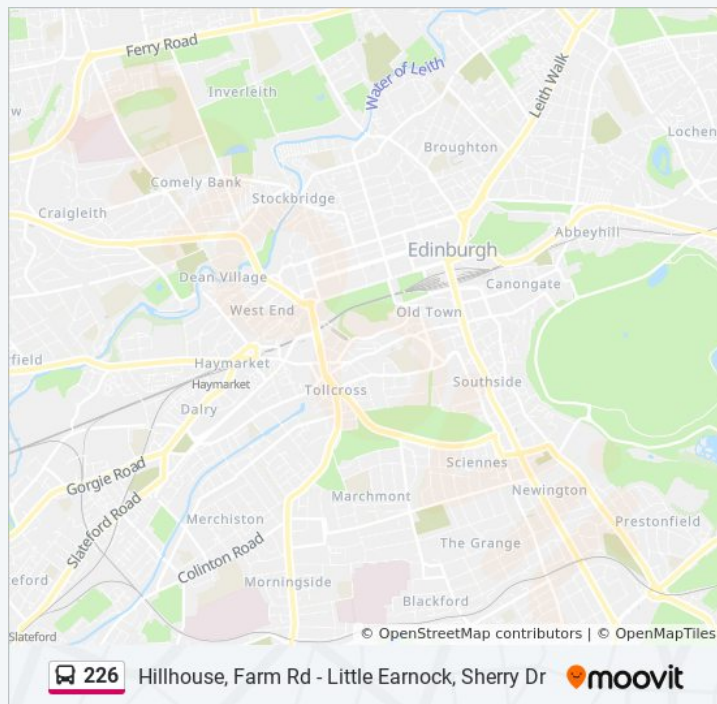 Ferry Road
Inverleith
Water of Leith
Leith Walk
Lochen
Broughton
Comely Bank
Stockbridge
Craigleith
Abbeyhill
Edinburgh
Dean Village
Canongate
West End
Old Town
rfield
Haymarket
Haymarket
Southside
Tollcross
Dalry
Sciennes
Gorgie Road
Newington
Marchmont
Slateford Road
Merchiston
Prestonfield
The Grange
Colinton Road
eford
Morningside
Blackford
Slateford
© OpenStreetMap contributors | © OpenMapTiles
226 Hillhouse, Farm Rd - Little Earnock, Sherry Dr moovit